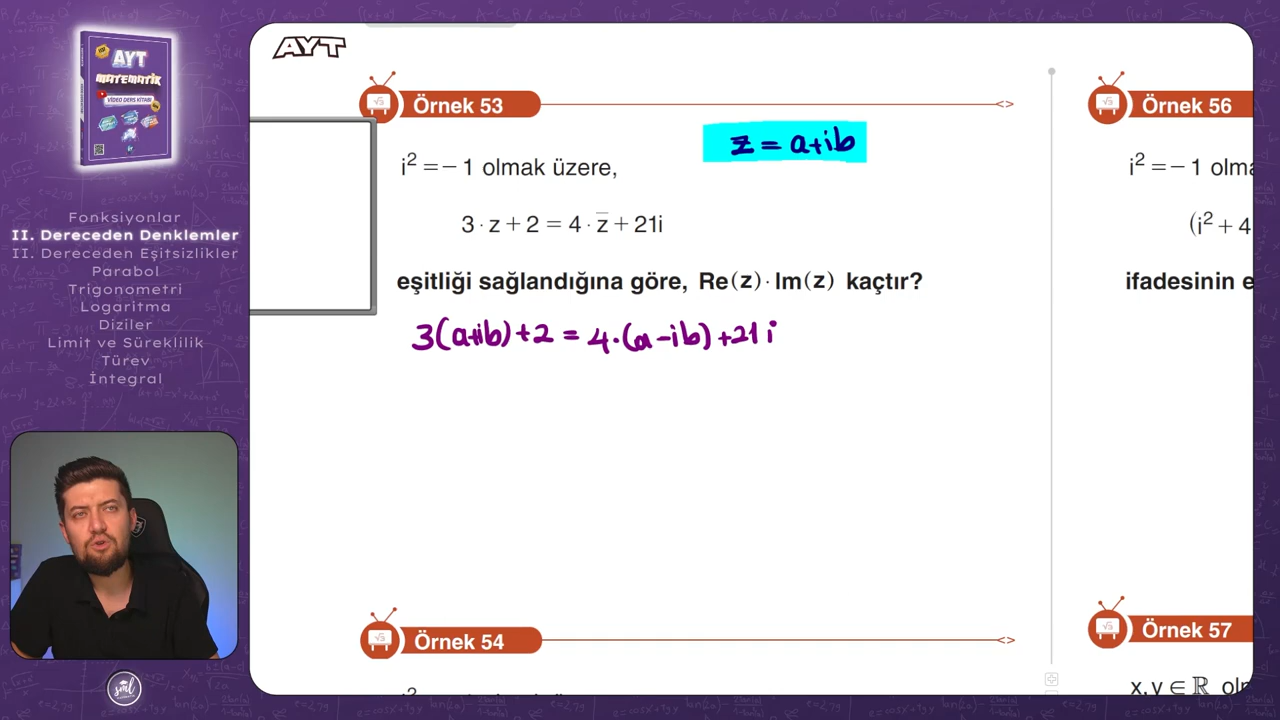 AYT
MATEMATİK
VİDEO DERS KİTABI
Fonksiyonlar
II. Dereceden Denklemler
II. Dereceden Eşitsizlikler
Parabol
Trigonometri
Logaritma
Diziler
Limit ve Süreklilik
Türev
İntegral
sml
AYT
Örnek 53
z = a+ib
i² = – 1 olmak üzere,
3 · z + 2 = 4 · z̅ + 21i
eşitliği sağlandığına göre, Re(z) · Im(z) kaçtır?
3(a+ib)+2 = 4·(a-ib)+21i
Örnek 54
Örnek 56
i² = – 1 olma
(i² + 4
ifadesinin e
Örnek 57
x, y ∈ ℝ olm